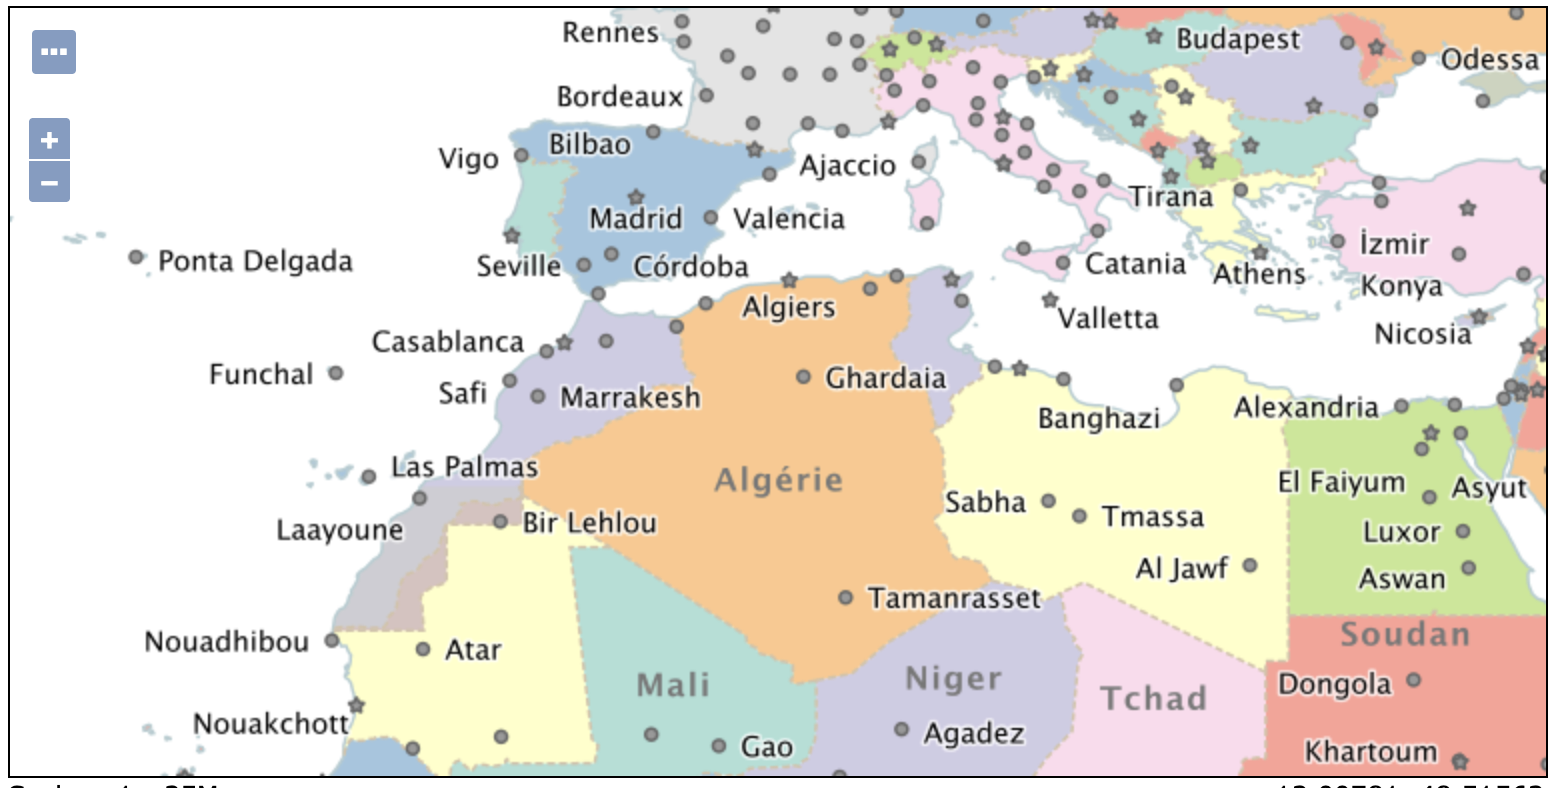 Rennes
Budapest
Odessa
Bordeaux
Bilbao
Vigo
Ajaccio
Tirana
Madrid
Valencia
Ponta Delgada
Seville
Córdoba
Catania
İzmir
Athens
Konya
Algiers
Valletta
Nicosia
Casablanca
Funchal
Ghardaia
Safi
Marrakesh
Banghazi
Alexandria
Las Palmas
Algérie
El Faiyum
Asyut
Sabha
Tmassa
Laayoune
Bir Lehlou
Luxor
Al Jawf
Aswan
Tamanrasset
Nouadhibou
Atar
Soudan
Mali
Niger
Dongola
Tchad
Nouakchott
Agadez
Gao
Khartoum